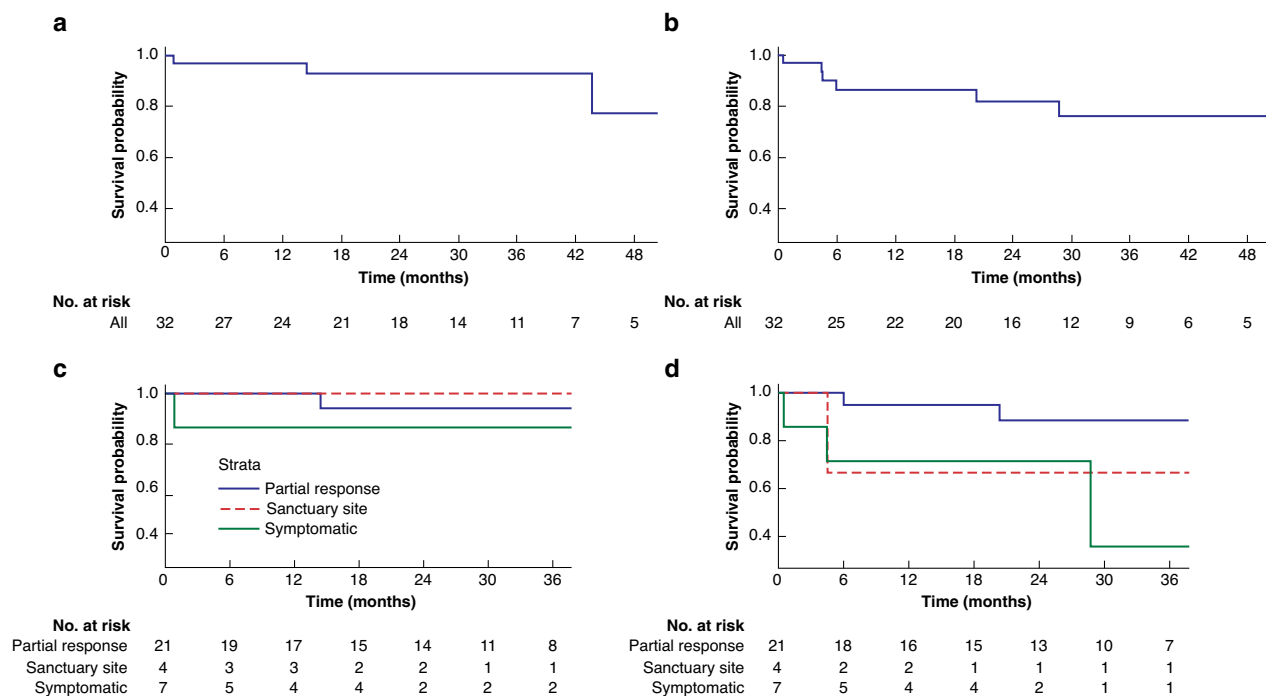 a
Survival probability
1.0
0.8
0.6
0.4
0 6 12 18 24 30 36 42 48
Time (months)
No. at risk
All 32 27 24 21 18 14 11 7 5
b
Survival probability
1.0
0.8
0.6
0.4
0 6 12 18 24 30 36 42 48
Time (months)
No. at risk
All 32 25 22 20 16 12 9 6 5
c
Survival probability
1.0
0.8
0.6
0.4
Strata
Partial response
Sanctuary site
Symptomatic
0 6 12 18 24 30 36
Time (months)
No. at risk
Partial response 21 19 17 15 14 11 8
Sanctuary site 4 3 3 2 2 1 1
Symptomatic 7 5 4 4 2 2 2
d
Survival probability
1.0
0.8
0.6
0.4
0 6 12 18 24 30 36
Time (months)
No. at risk
Partial response 21 18 16 15 13 10 7
Sanctuary site 4 2 2 1 1 1 1
Symptomatic 7 5 4 4 2 1 1